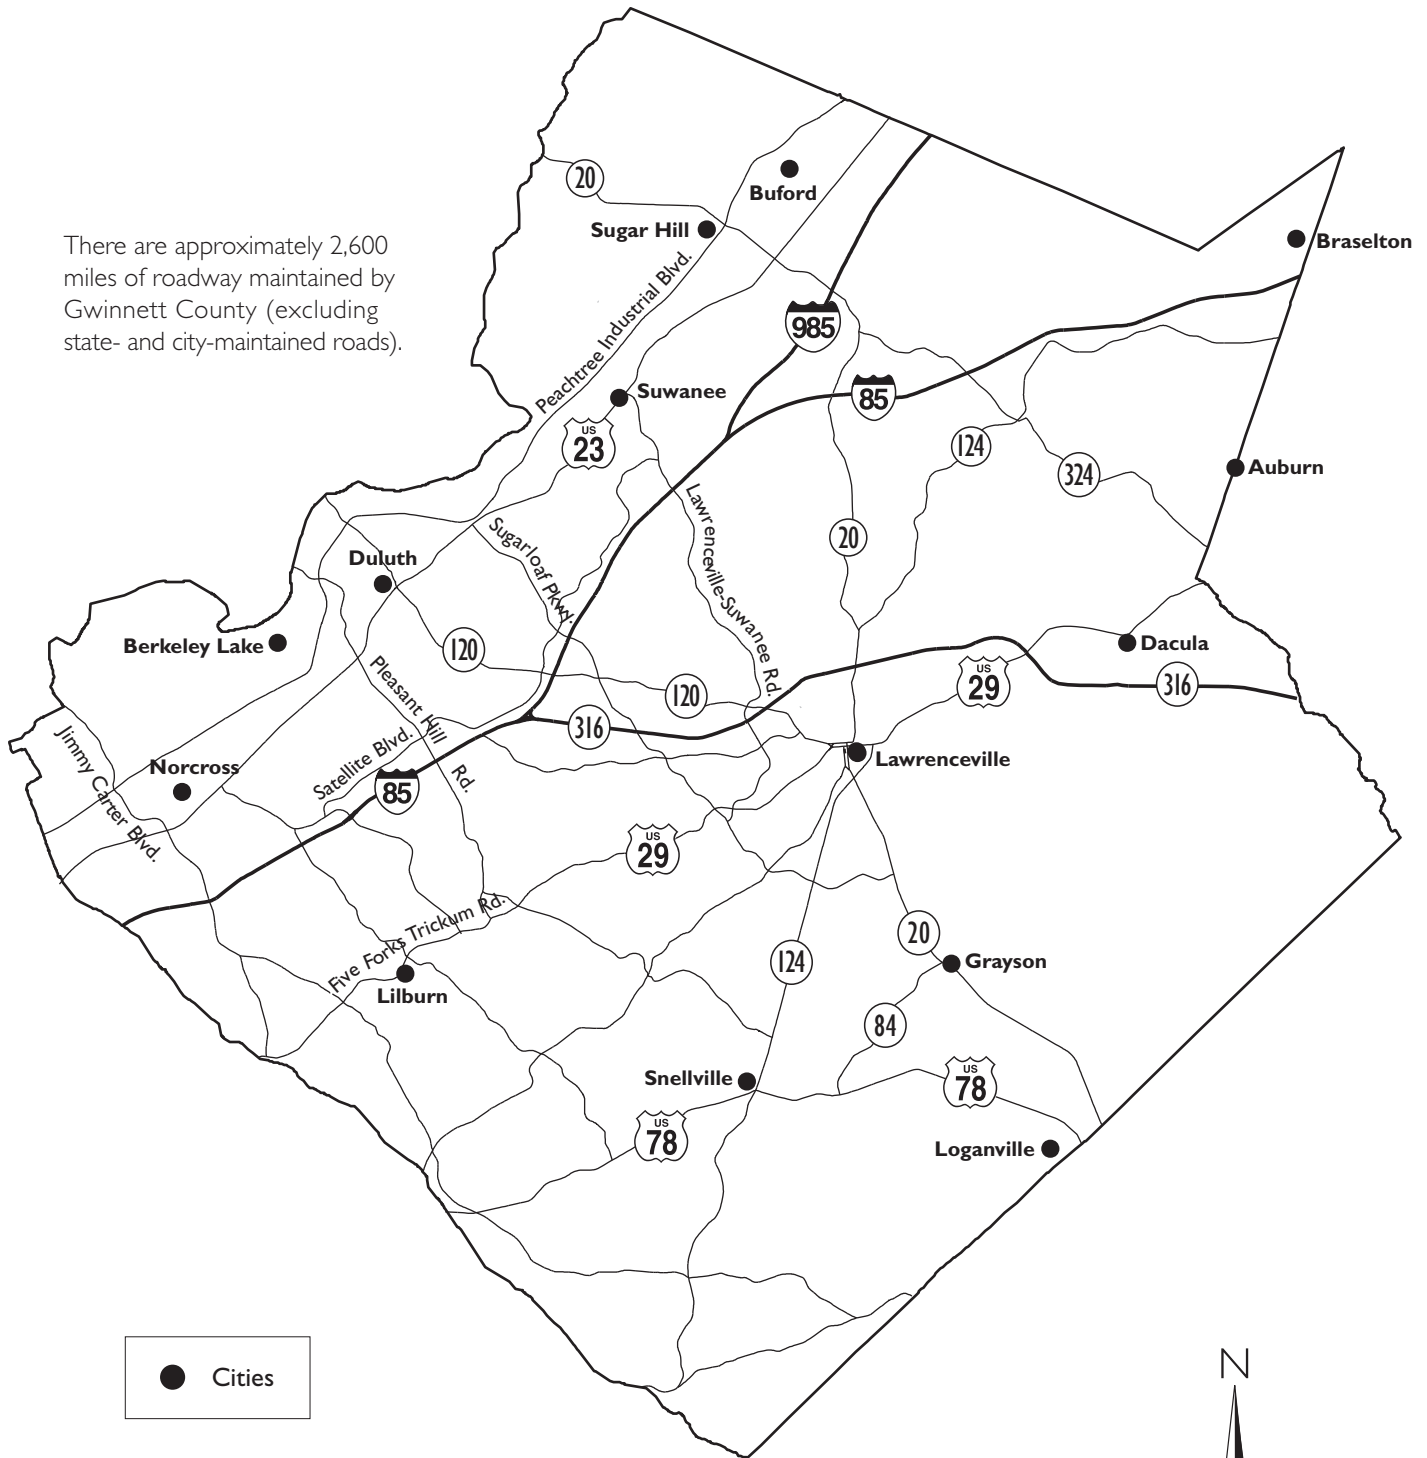 20
Buford
Sugar Hill
Braselton
There are approximately 2,600
miles of roadway maintained by
Gwinnett County (excluding
state- and city-maintained roads).
Peachtree Industrial Blvd.
985
85
Suwanee
US
23
124
324
Auburn
Lawrenceville-Suwanee Rd.
Sugarloaf Pkwy.
20
Duluth
Berkeley Lake
120
Dacula
Pleasant Hill
Rd.
120
US
29
316
316
Jimmy Carter Blvd.
Satellite Blvd.
Norcross
85
Lawrenceville
US
29
Five Forks Trickum Rd.
20
124
Grayson
Lilburn
84
Snellville
US
78
US
78
Loganville
Cities
N